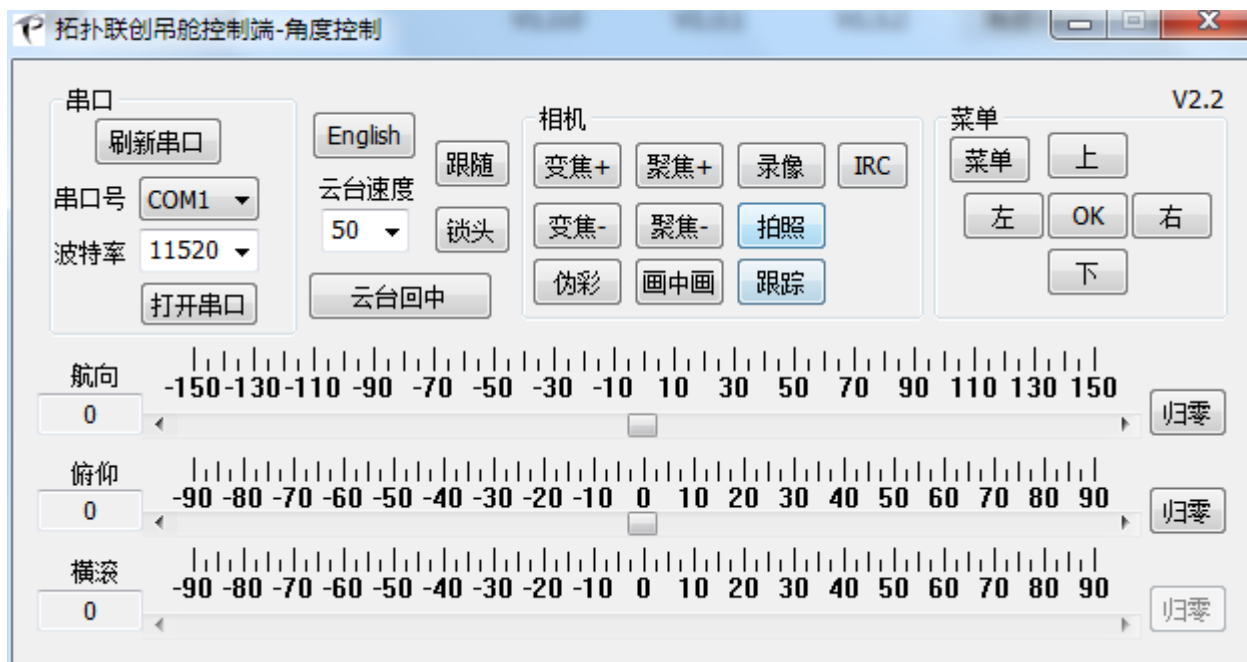 拓扑联创吊舱控制端-角度控制
V2.2
串口
刷新串口
串口号 COM1
波特率 11520
打开串口
English
云台速度
50
跟随
锁头
云台回中
相机
变焦+ 聚焦+ 录像 IRC
变焦- 聚焦- 拍照
伪彩 画中画 跟踪
菜单
菜单 上
左 OK 右
下
航向
-150 -130 -110 -90 -70 -50 -30 -10 10 30 50 70 90 110 130 150
0
归零
俯仰
-90 -80 -70 -60 -50 -40 -30 -20 -10 0 10 20 30 40 50 60 70 80 90
0
归零
横滚
-90 -80 -70 -60 -50 -40 -30 -20 -10 0 10 20 30 40 50 60 70 80 90
0
归零